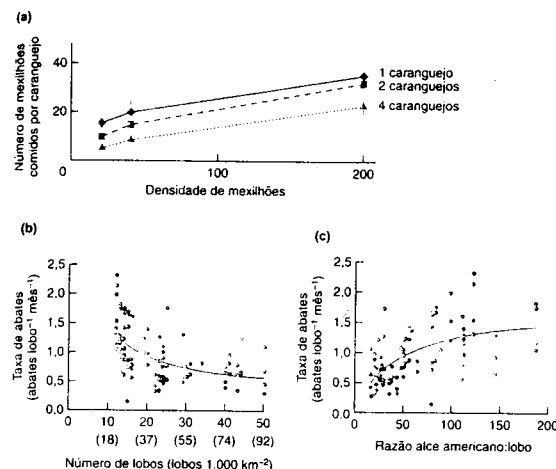 (a)
Número de mexilhões
comidos por caranguejo
40
20
0
100
200
Densidade de mexilhões
1 caranguejo
2 caranguejos
4 caranguejos
(b)
Taxa de abates
(abates lobo⁻¹ mês⁻¹)
2,5
2,0
1,5
1,0
0,5
0,0
0 10 20 30 40 50
(18) (37) (55) (74) (92)
Número de lobos (lobos 1.000 km⁻²)
(c)
Taxa de abates
(abates lobo⁻¹ mês⁻¹)
2,5
2,0
1,5
1,0
0,5
0,0
0 50 100 150 200
Razão alce americano:lobo